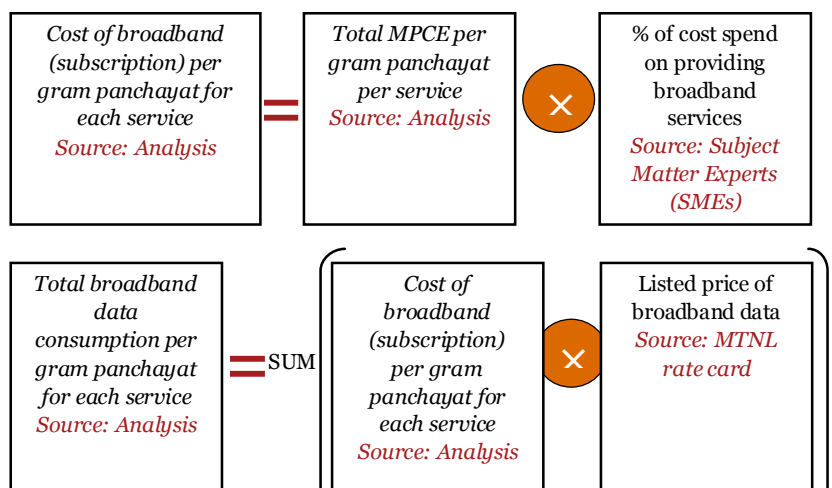 Cost of broadband
(subscription) per
gram panchayat for
each service
Source: Analysis
=
Total MPCE per
gram panchayat
per service
Source: Analysis
×
% of cost spend
on providing
broadband
services
Source: Subject
Matter Experts
(SMEs)
Total broadband
data
consumption per
gram panchayat
for each service
Source: Analysis
=
SUM
Cost of
broadband
(subscription)
per gram
panchayat for
each service
Source: Analysis
×
Listed price of
broadband data
Source: MTNL
rate card